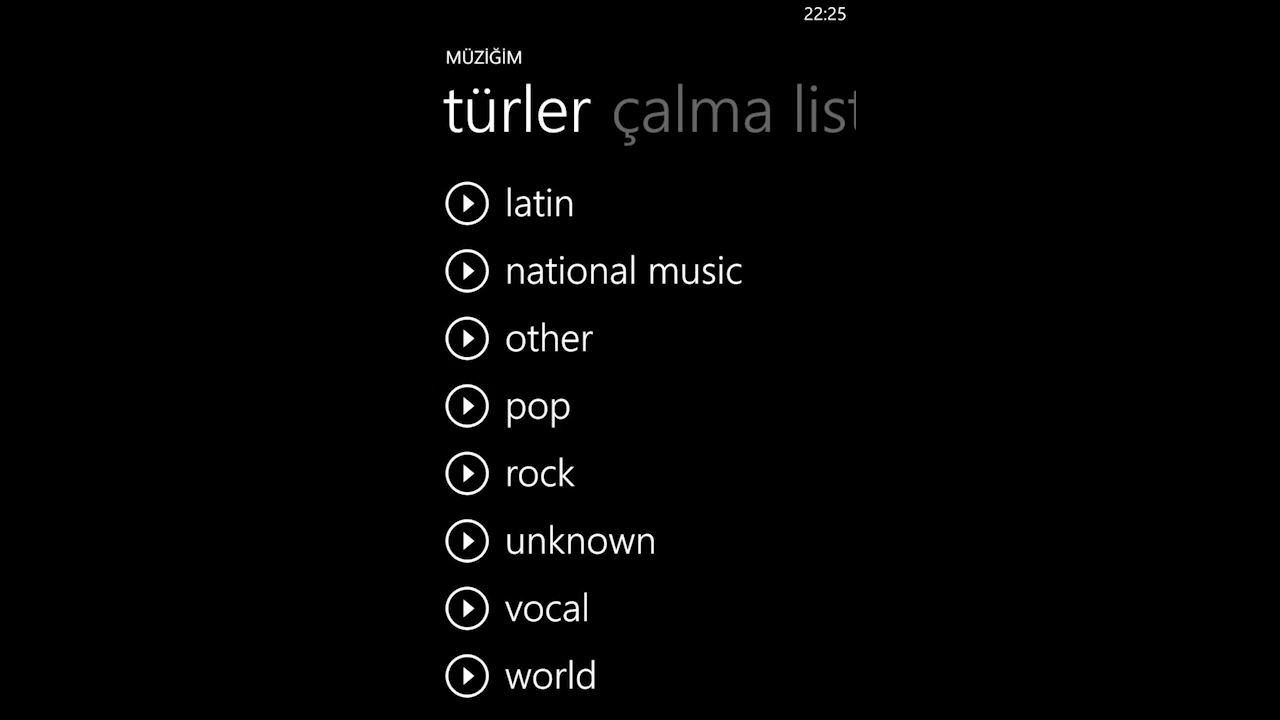 22:25
MÜZİĞİM
türler çalma list
latin
national music
other
pop
rock
unknown
vocal
world